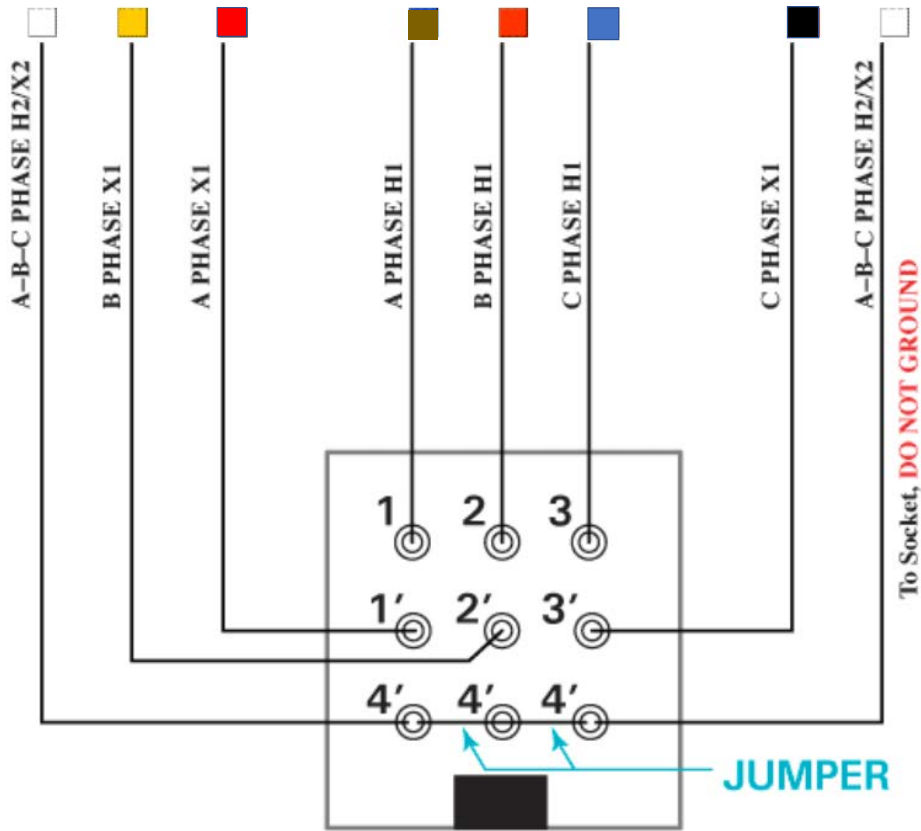 A–B–C PHASE H2/X2
B PHASE X1
A PHASE X1
A PHASE H1
B PHASE H1
C PHASE H1
C PHASE X1
A–B–C PHASE H2/X2
To Socket, DO NOT GROUND
1 2 3
1′ 2′ 3′
4′ 4′ 4′
JUMPER